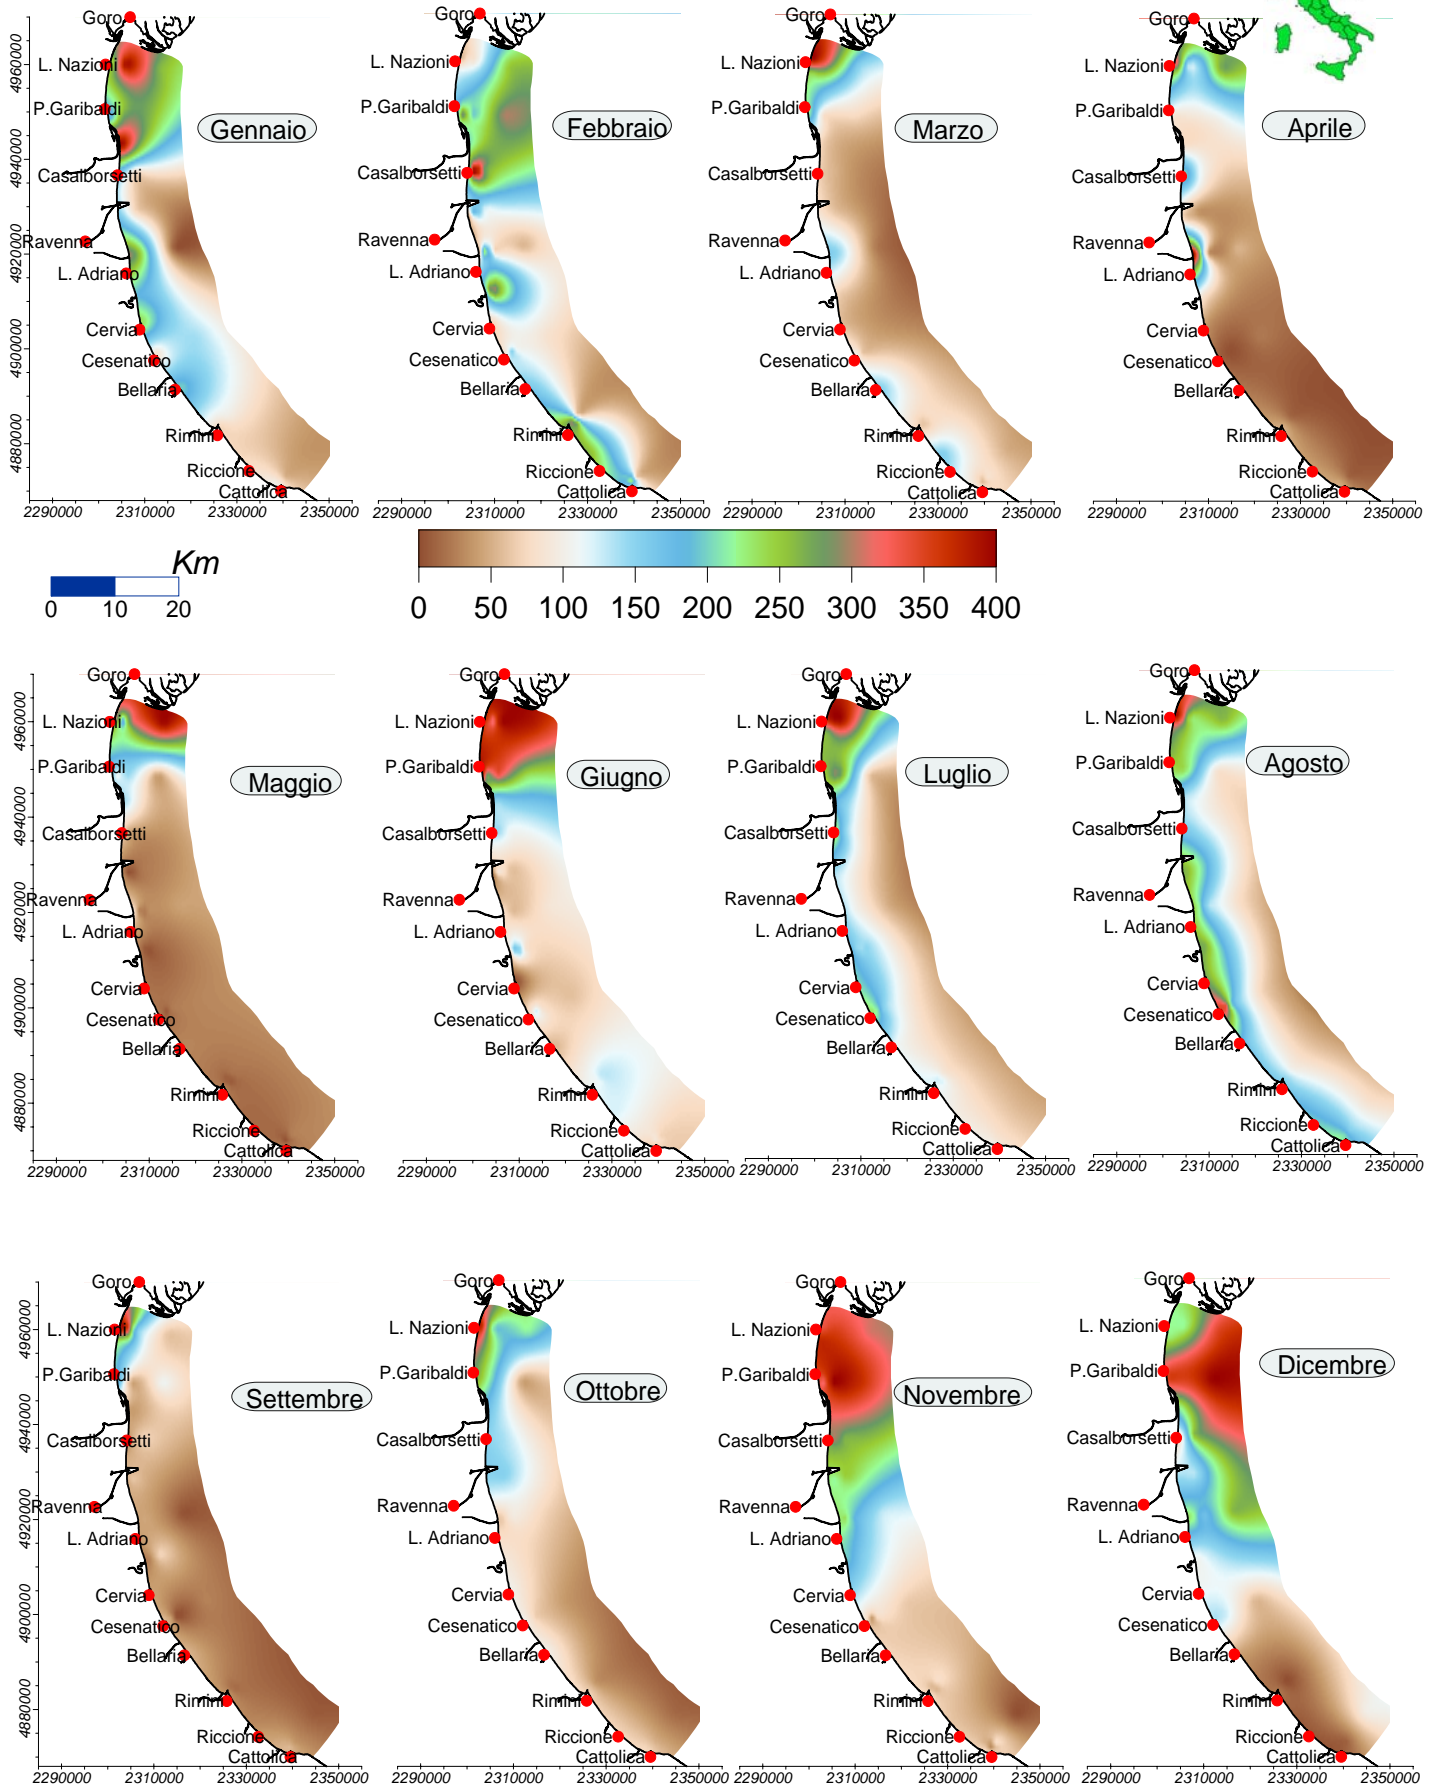 Goro
L. Nazioni
P.Garibaldi
Casalborsetti
Ravenna
L. Adriano
Cervia
Cesenatico
Bellaria
Rimini
Riccione
Cattolica
Gennaio
4960000
4940000
4920000
4900000
4880000
2290000 2310000 2330000 2350000
Goro
L. Nazioni
P.Garibaldi
Casalborsetti
Ravenna
L. Adriano
Cervia
Cesenatico
Bellaria
Rimini
Riccione
Cattolica
Febbraio
2290000 2310000 2330000 2350000
Goro
L. Nazioni
P.Garibaldi
Casalborsetti
Ravenna
L. Adriano
Cervia
Cesenatico
Bellaria
Rimini
Riccione
Cattolica
Marzo
2290000 2310000 2330000 2350000
Goro
L. Nazioni
P.Garibaldi
Casalborsetti
Ravenna
L. Adriano
Cervia
Cesenatico
Bellaria
Rimini
Riccione
Cattolica
Aprile
2290000 2310000 2330000 2350000
Km
0 10 20
0 50 100 150 200 250 300 350 400
Goro
L. Nazioni
P.Garibaldi
Casalborsetti
Ravenna
L. Adriano
Cervia
Cesenatico
Bellaria
Rimini
Riccione
Cattolica
Maggio
4960000
4940000
4920000
4900000
4880000
2290000 2310000 2330000 2350000
Goro
L. Nazioni
P.Garibaldi
Casalborsetti
Ravenna
L. Adriano
Cervia
Cesenatico
Bellaria
Rimini
Riccione
Cattolica
Giugno
2290000 2310000 2330000 2350000
Goro
L. Nazioni
P.Garibaldi
Casalborsetti
Ravenna
L. Adriano
Cervia
Cesenatico
Bellaria
Rimini
Riccione
Cattolica
Luglio
2290000 2310000 2330000 2350000
Goro
L. Nazioni
P.Garibaldi
Casalborsetti
Ravenna
L. Adriano
Cervia
Cesenatico
Bellaria
Rimini
Riccione
Cattolica
Agosto
2290000 2310000 2330000 2350000
Goro
L. Nazioni
P.Garibaldi
Casalborsetti
Ravenna
L. Adriano
Cervia
Cesenatico
Bellaria
Rimini
Riccione
Cattolica
Settembre
4960000
4940000
4920000
4900000
4880000
2290000 2310000 2330000 2350000
Goro
L. Nazioni
P.Garibaldi
Casalborsetti
Ravenna
L. Adriano
Cervia
Cesenatico
Bellaria
Rimini
Riccione
Cattolica
Ottobre
2290000 2310000 2330000 2350000
Goro
L. Nazioni
P.Garibaldi
Casalborsetti
Ravenna
L. Adriano
Cervia
Cesenatico
Bellaria
Rimini
Riccione
Cattolica
Novembre
2290000 2310000 2330000 2350000
Goro
L. Nazioni
P.Garibaldi
Casalborsetti
Ravenna
L. Adriano
Cervia
Cesenatico
Bellaria
Rimini
Riccione
Cattolica
Dicembre
2290000 2310000 2330000 2350000